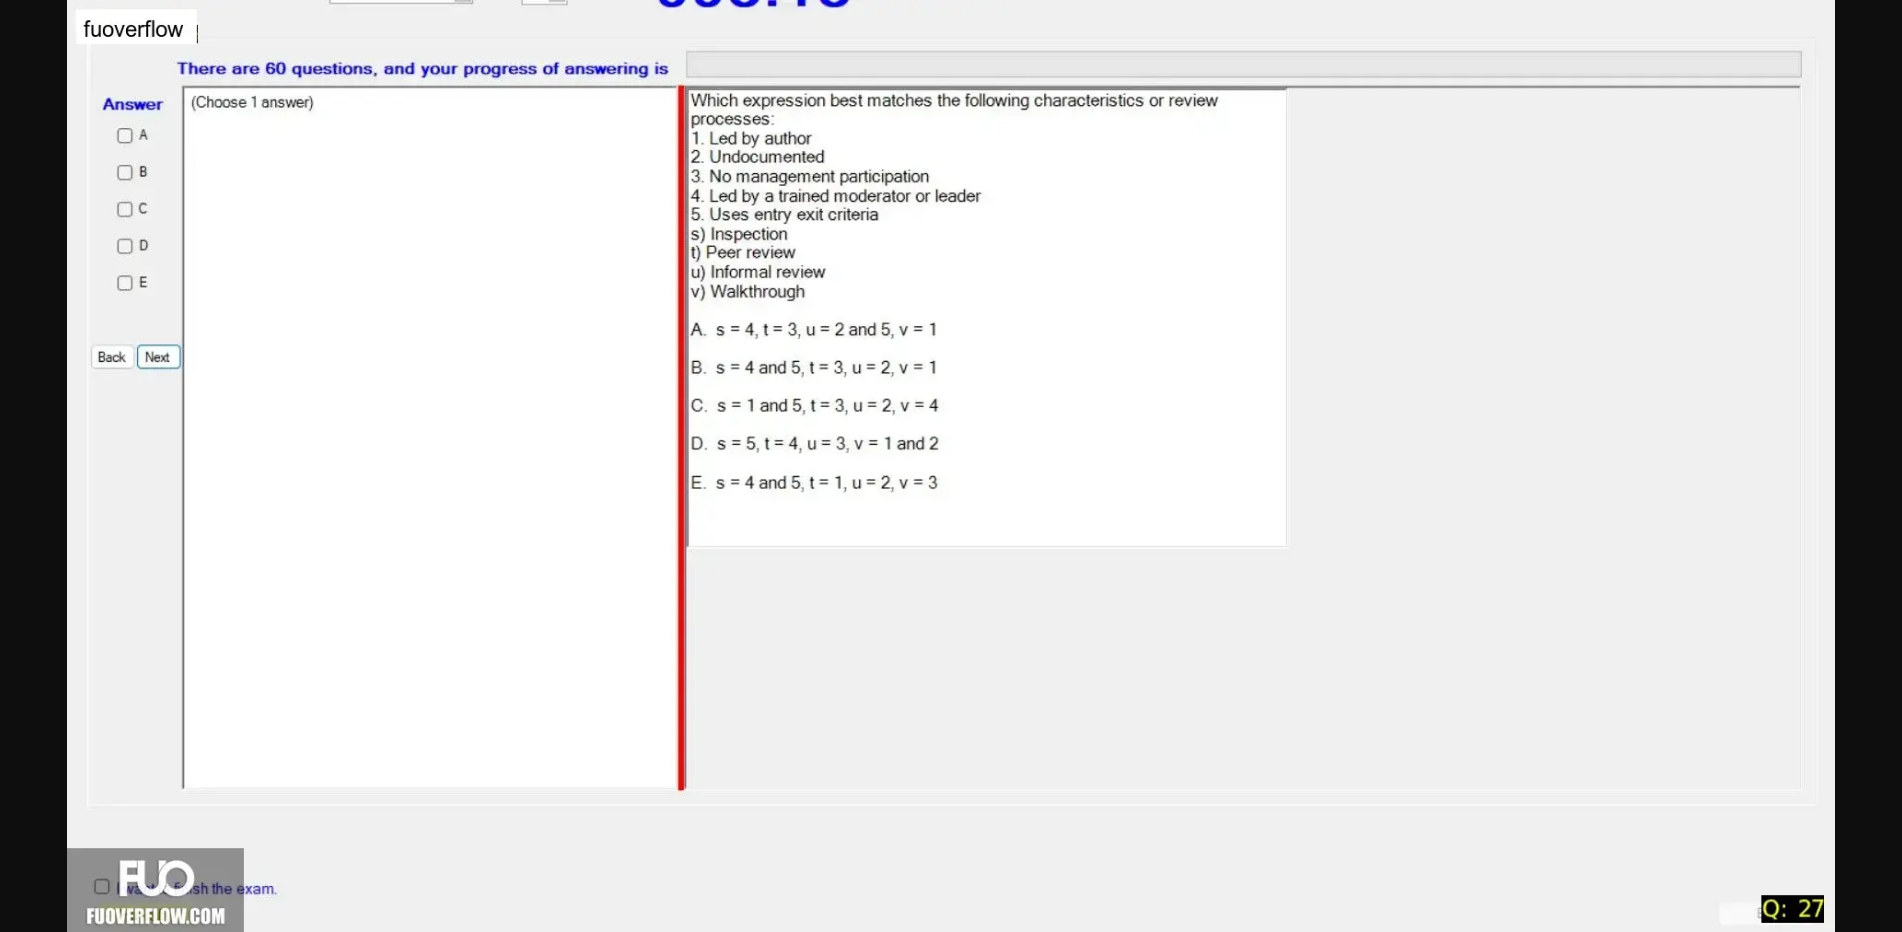 fuoverflow
There are 60 questions, and your progress of answering is
Answer
(Choose 1 answer)
A
B
C
D
E
Back Next
Which expression best matches the following characteristics or review
processes:
1. Led by author
2. Undocumented
3. No management participation
4. Led by a trained moderator or leader
5. Uses entry exit criteria
s) Inspection
t) Peer review
u) Informal review
v) Walkthrough
A. s = 4, t = 3, u = 2 and 5, v = 1
B. s = 4 and 5, t = 3, u = 2, v = 1
C. s = 1 and 5, t = 3, u = 2, v = 4
D. s = 5, t = 4, u = 3, v = 1 and 2
E. s = 4 and 5, t = 1, u = 2, v = 3
FUO
the exam.
FUOVERFLOW.COM
Q: 27